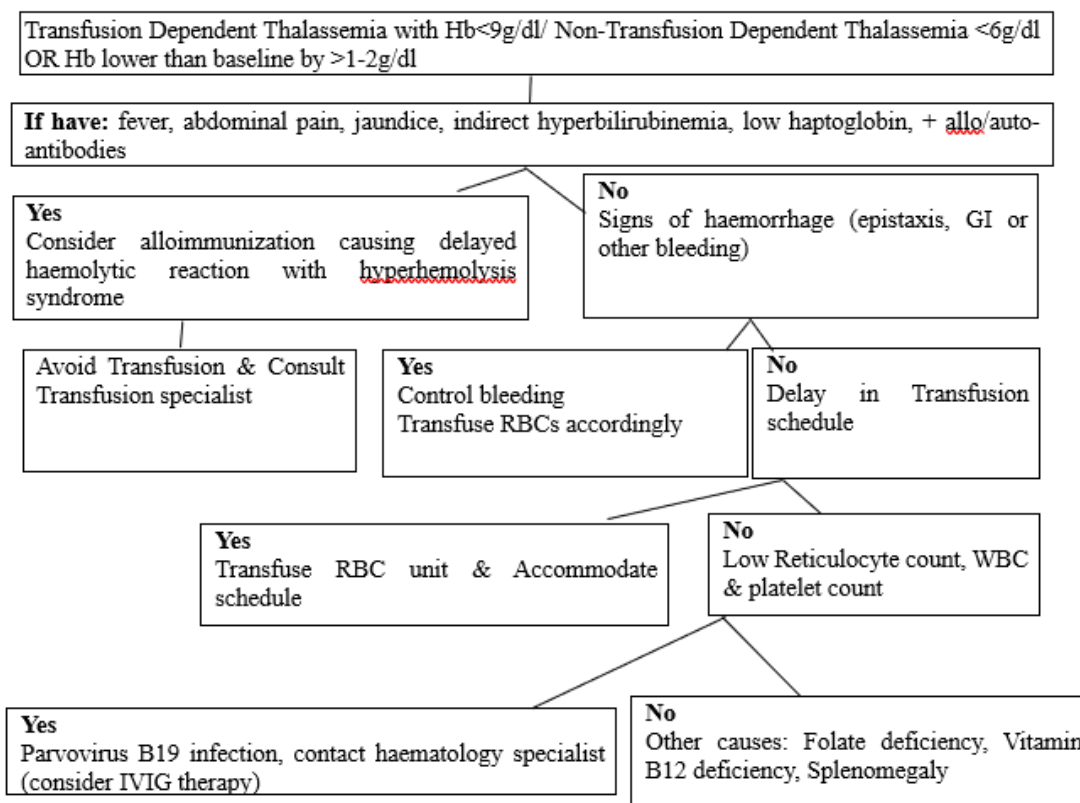 Transfusion Dependent Thalassemia with Hb<9g/dl/ Non-Transfusion Dependent Thalassemia <6g/dl
OR Hb lower than baseline by >1-2g/dl
If have: fever, abdominal pain, jaundice, indirect hyperbilirubinemia, low haptoglobin, + allo/auto-
antibodies
Yes
Consider alloimmunization causing delayed
haemolytic reaction with hyperhemolysis
syndrome
No
Signs of haemorrhage (epistaxis, GI or
other bleeding)
Avoid Transfusion & Consult
Transfusion specialist
Yes
Control bleeding
Transfuse RBCs accordingly
No
Delay in Transfusion
schedule
Yes
Transfuse RBC unit & Accommodate
schedule
No
Low Reticulocyte count, WBC
& platelet count
Yes
Parvovirus B19 infection, contact haematology specialist
(consider IVIG therapy)
No
Other causes: Folate deficiency, Vitamin
B12 deficiency, Splenomegaly